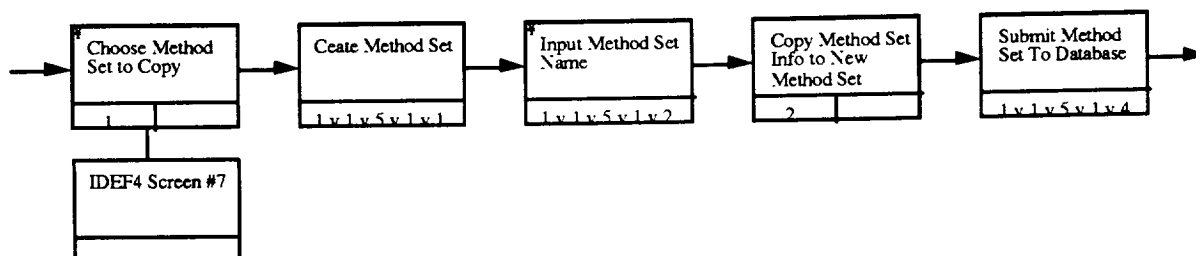 *
Choose Method
Set to Copy
1
Ceate Method Set
1 v 1 v 5 v 1 v 1
*
Input Method Set
Name
1 v 1 v 5 v 1 v 2
Copy Method Set
Info to New
Method Set
2
Submit Method
Set To Database
1 v 1 v 5 v 1 v 4
IDEF4 Screen #7